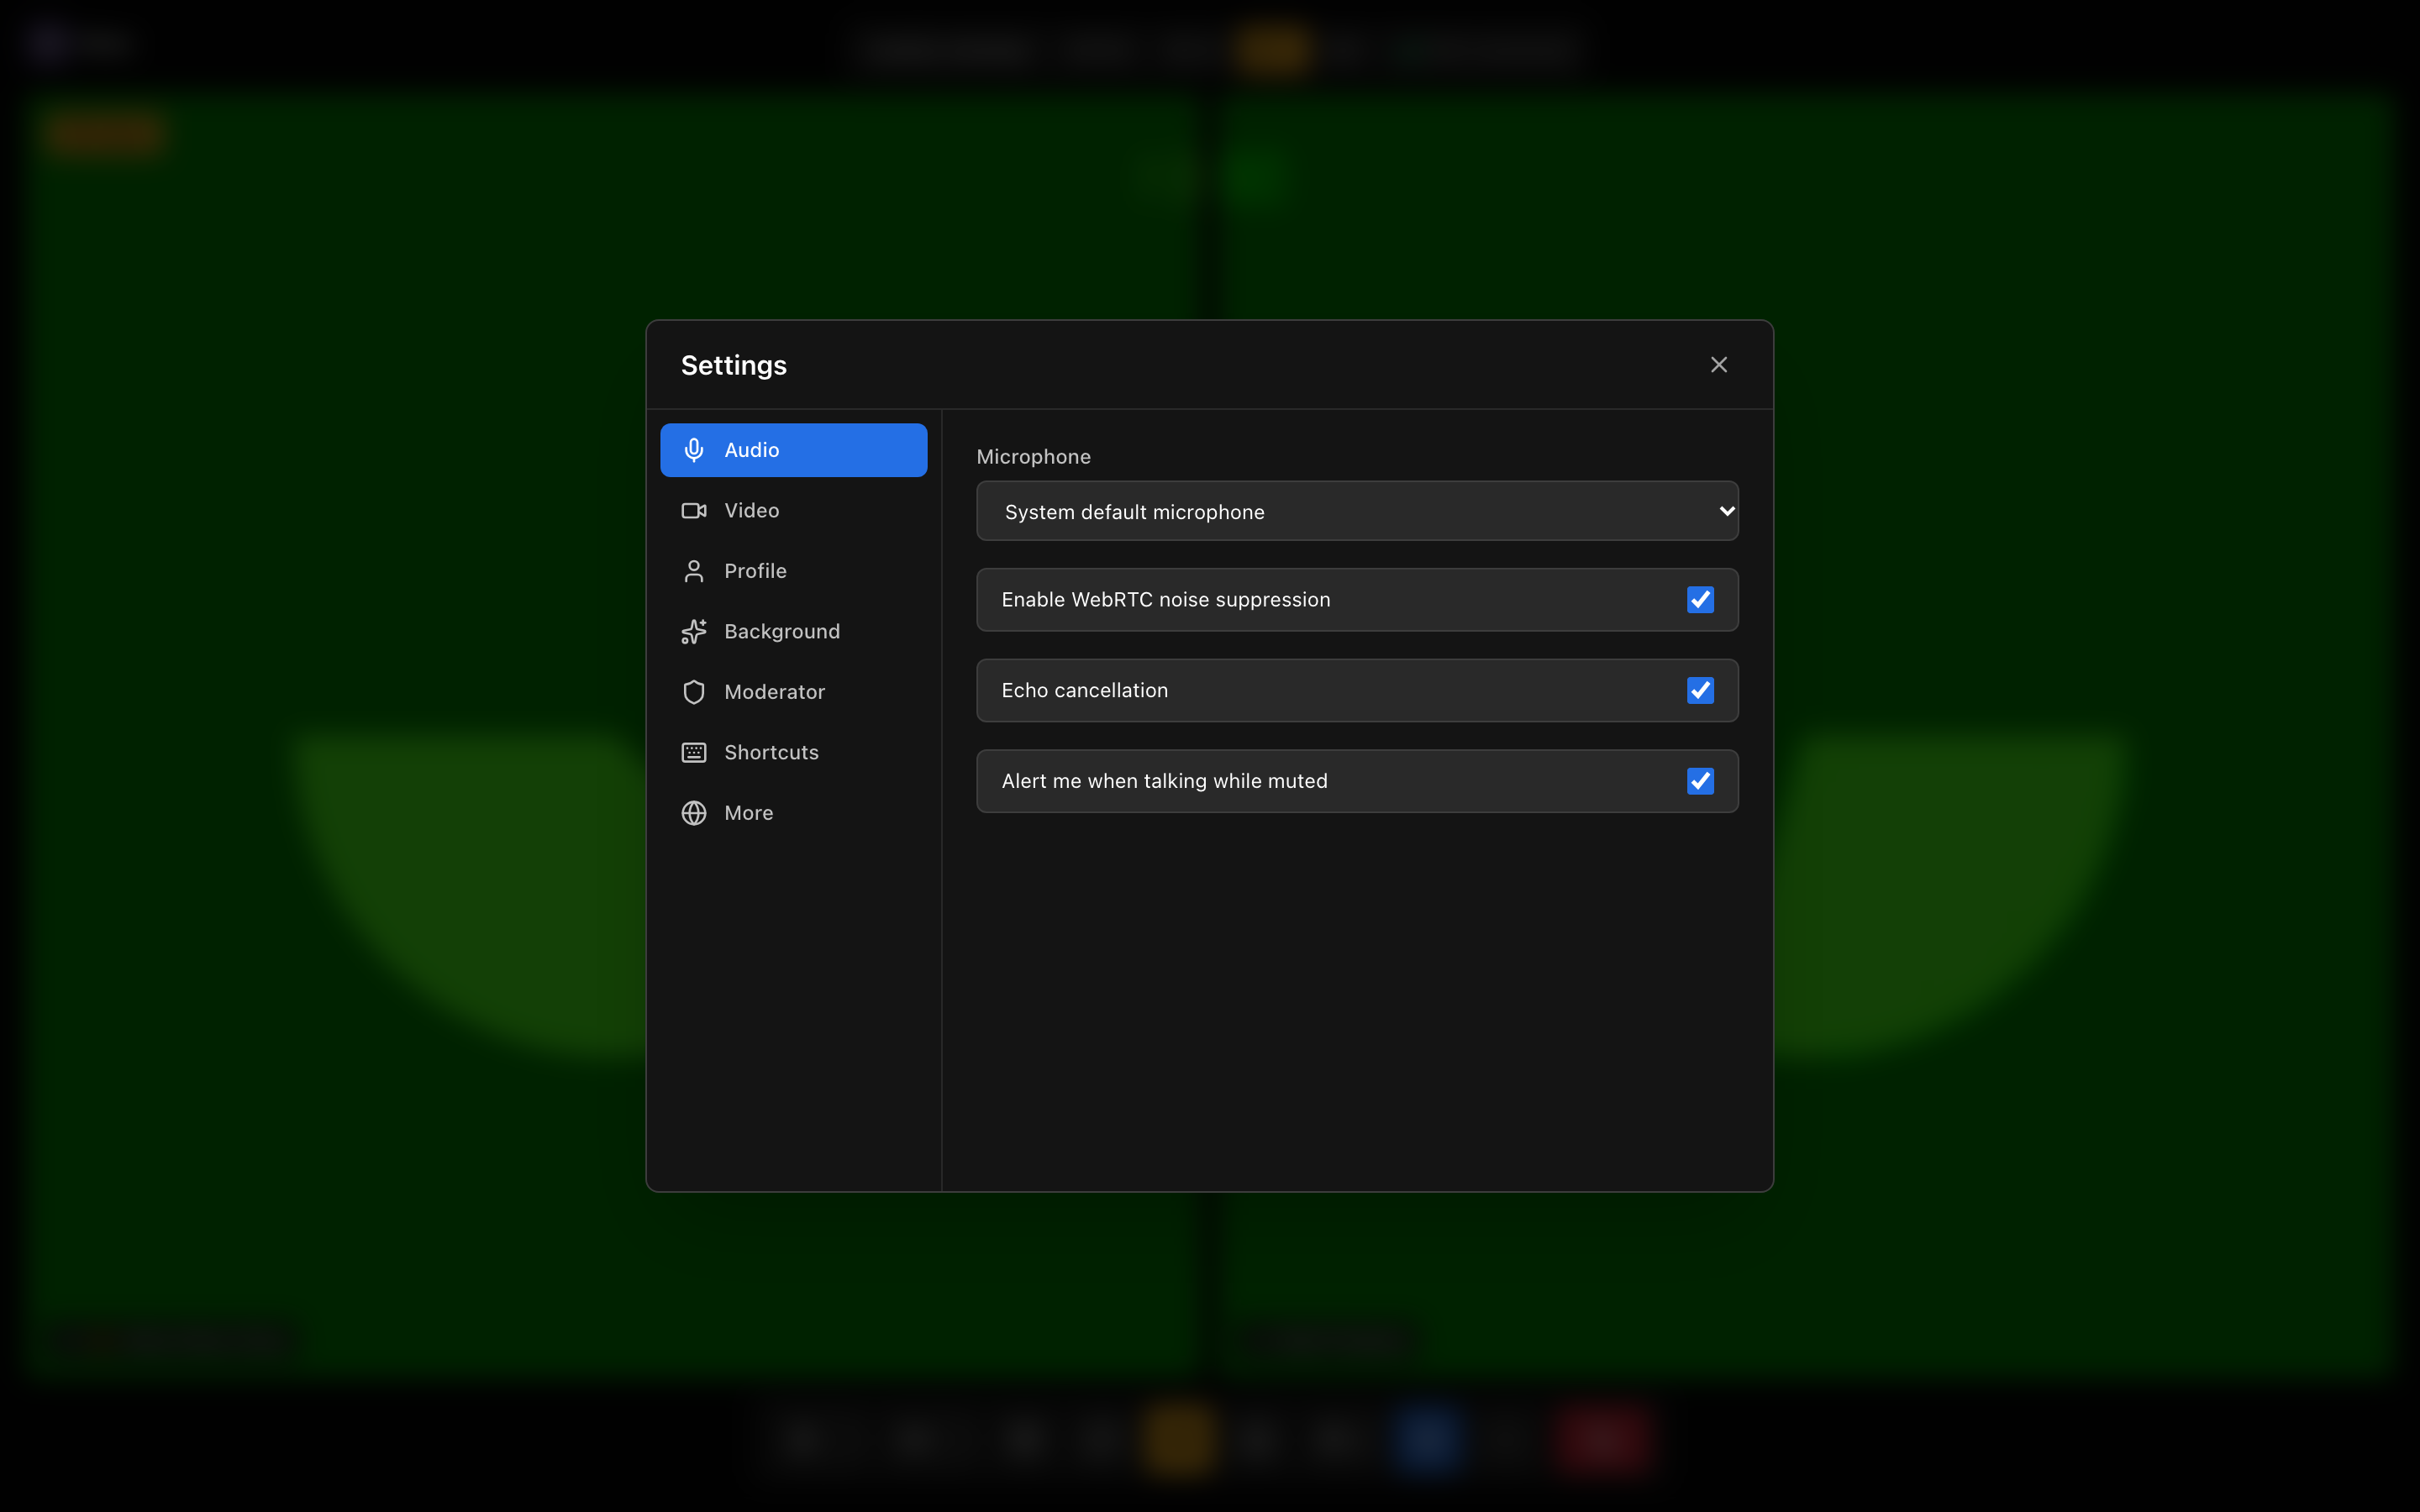 Settings
Audio
Video
Profile
Background
Moderator
Shortcuts
More
Microphone
System default microphone
Enable WebRTC noise suppression
Echo cancellation
Alert me when talking while muted